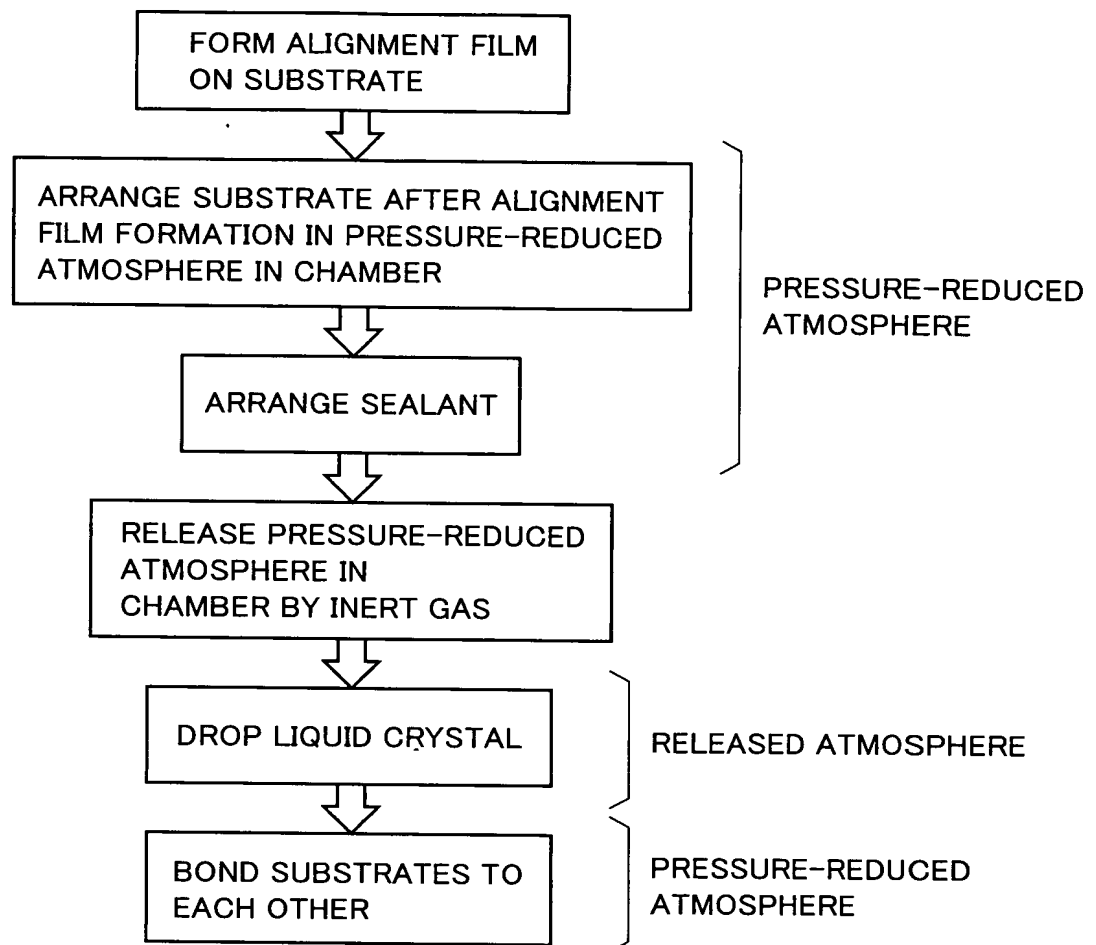 FORM ALIGNMENT FILM
ON SUBSTRATE
ARRANGE SUBSTRATE AFTER ALIGNMENT
FILM FORMATION IN PRESSURE-REDUCED
ATMOSPHERE IN CHAMBER
PRESSURE-REDUCED
ATMOSPHERE
ARRANGE SEALANT
RELEASE PRESSURE-REDUCED
ATMOSPHERE IN
CHAMBER BY INERT GAS
DROP LIQUID CRYSTAL
RELEASED ATMOSPHERE
BOND SUBSTRATES TO
EACH OTHER
PRESSURE-REDUCED
ATMOSPHERE